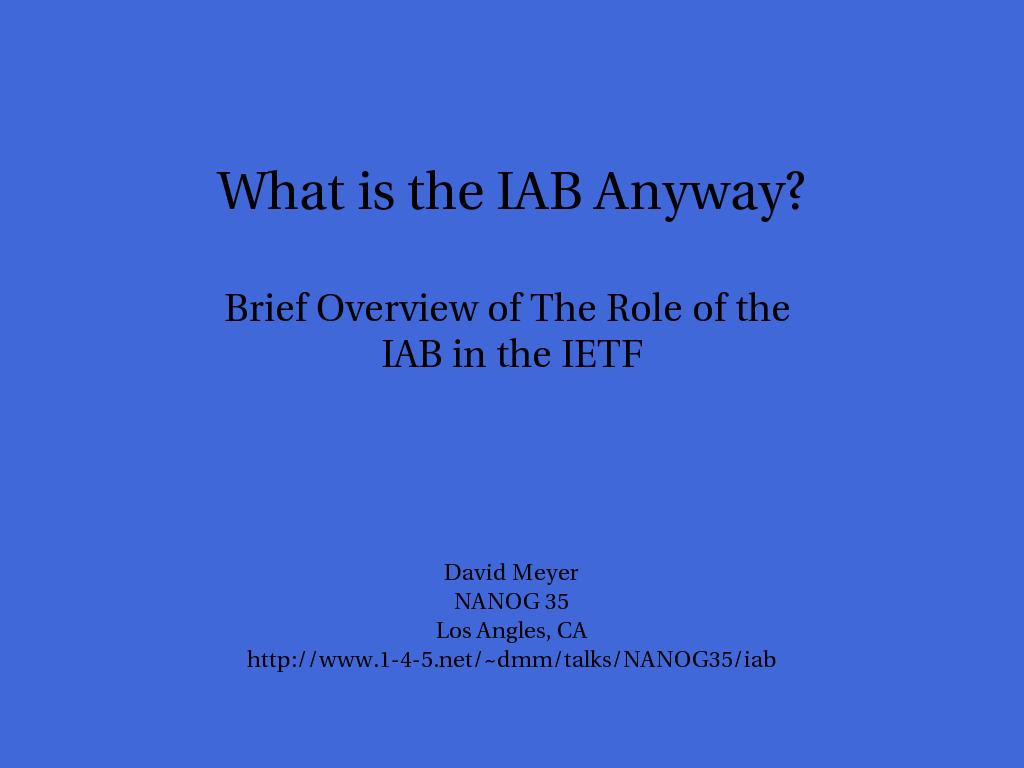 What is the IAB Anyway?
Brief Overview of The Role of the
IAB in the IETF
David Meyer
NANOG 35
Los Angles, CA
http://www.1-4-5.net/~dmm/talks/NANOG35/iab